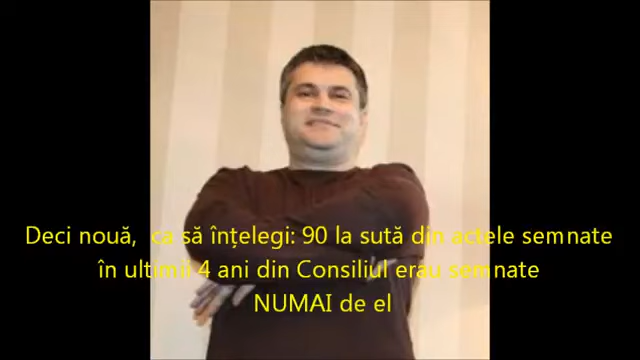 Deci nouă, ca să înțelegi: 90 la sută din actele semnate
în ultimii 4 ani din Consiliul erau semnate
NUMAI de el